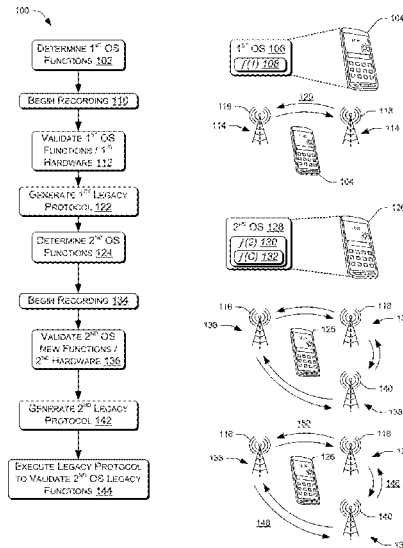 100
DETERMINE 1ST OS
FUNCTIONS 102
BEGIN RECORDING 110
VALIDATE 1ST OS
FUNCTIONS / 1ST
HARDWARE 112
GENERATE 1ST LEGACY
PROTOCOL 122
DETERMINE 2ND OS
FUNCTIONS 124
BEGIN RECORDING 134
VALIDATE 2ND OS
NEW FUNCTIONS /
2ND HARDWARE 136
GENERATE 2ND LEGACY
PROTOCOL 142
EXECUTE LEGACY PROTOCOL
TO VALIDATE 2ND OS LEGACY
FUNCTIONS 144
104
1ST OS 106
f(1) 108
116
120
118
114
114
104
126
2ND OS 128
f(2) 130
f(C) 132
116
118
126
140
116
150
118
126
146
148
140